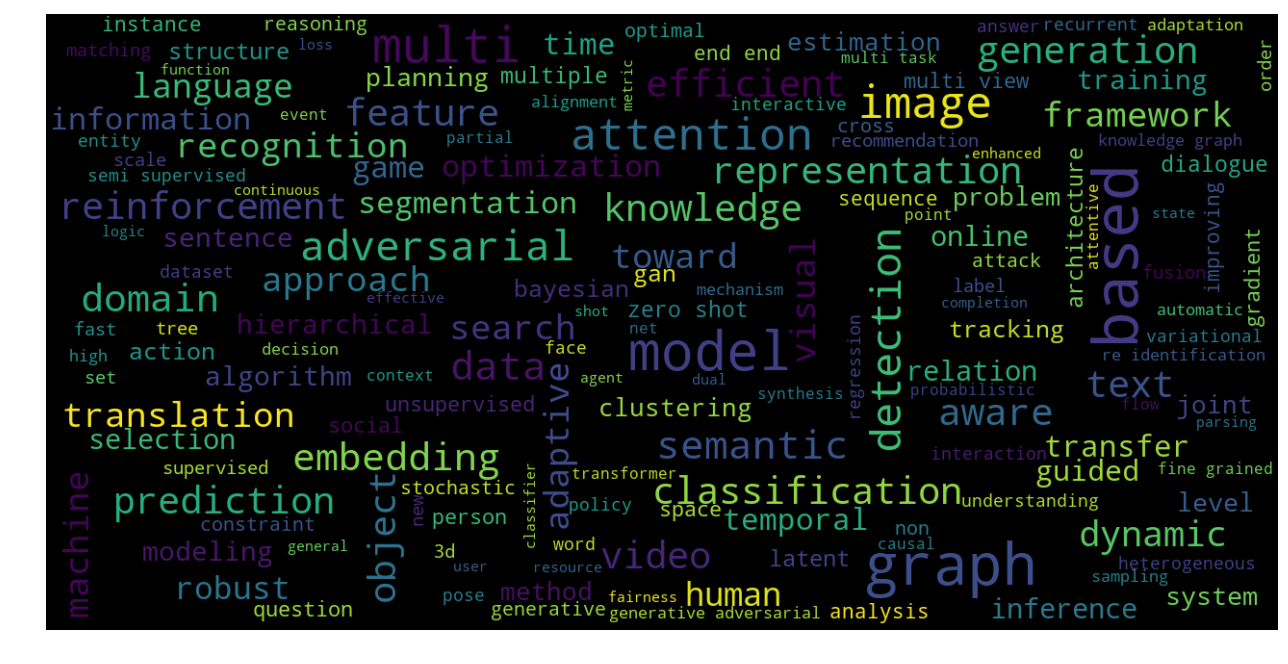 instance
reasoning
multi
time
optimal
estimation
answer
recurrent
adaptation
matching
structure
loss
end end
multi task
generation
function
language
planning
multiple
metric
efficient
multi view
training
order
information
event
feature
alignment
interactive
image
framework
entity
recognition
partial
attention
cross
recommendation
knowledge graph
scale
game
optimization
representation
enhanced
dialogue
semi supervised
continuous
reinforcement
segmentation
knowledge
sequence
problem
architecture
attentive
based
improving
point
state
logic
sentence
adversarial
toward
visual
detection
online
gradient
dataset
approach
bayesian
gan
mechanism
attack
fusion
domain
effective
shot
zero shot
label
completion
automatic
fast
tree
hierarchical
search
net
model
regression
tracking
variational
high
action
decision
face
re identification
set
algorithm
context
data
adaptive
agent
dual
synthesis
relation
probabilistic
text
translation
social
unsupervised
clustering
aware
flow
joint
parsing
selection
semantic
interaction
transfer
supervised
embedding
transformer
guided
fine grained
machine
prediction
object
stochastic
new
classifier
policy
space
classification
understanding
level
constraint
person
temporal
non
causal
dynamic
modeling
general
3d
word
video
latent
graph
heterogeneous
user
resource
sampling
robust
pose
method
fairness
human
system
question
generative
generative adversarial
analysis
inference